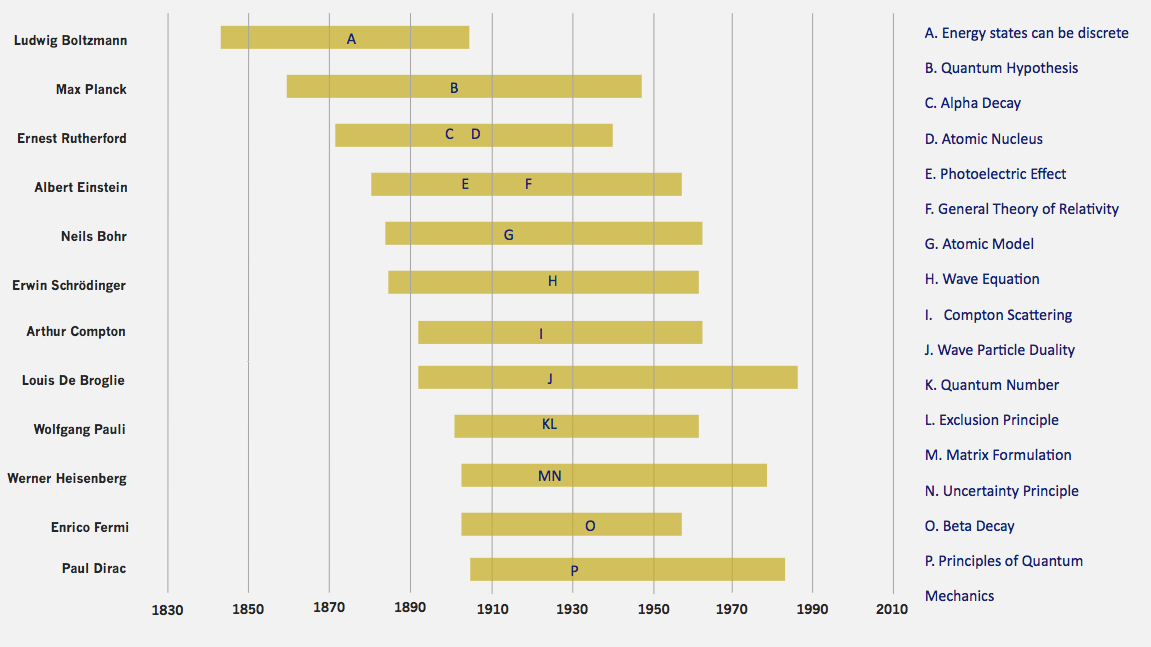 Ludwig Boltzmann
A
A. Energy states can be discrete
Max Planck
B
B. Quantum Hypothesis
C. Alpha Decay
Ernest Rutherford
C D
D. Atomic Nucleus
Albert Einstein
E F
E. Photoelectric Effect
F. General Theory of Relativity
Neils Bohr
G
G. Atomic Model
Erwin Schrödinger
H
H. Wave Equation
I. Compton Scattering
Arthur Compton
I
J. Wave Particle Duality
Louis De Broglie
J
K. Quantum Number
Wolfgang Pauli
KL
L. Exclusion Principle
M. Matrix Formulation
Werner Heisenberg
MN
N. Uncertainty Principle
Enrico Fermi
O
O. Beta Decay
Paul Dirac
P
P. Principles of Quantum
Mechanics
1830 1850 1870 1890 1910 1930 1950 1970 1990 2010